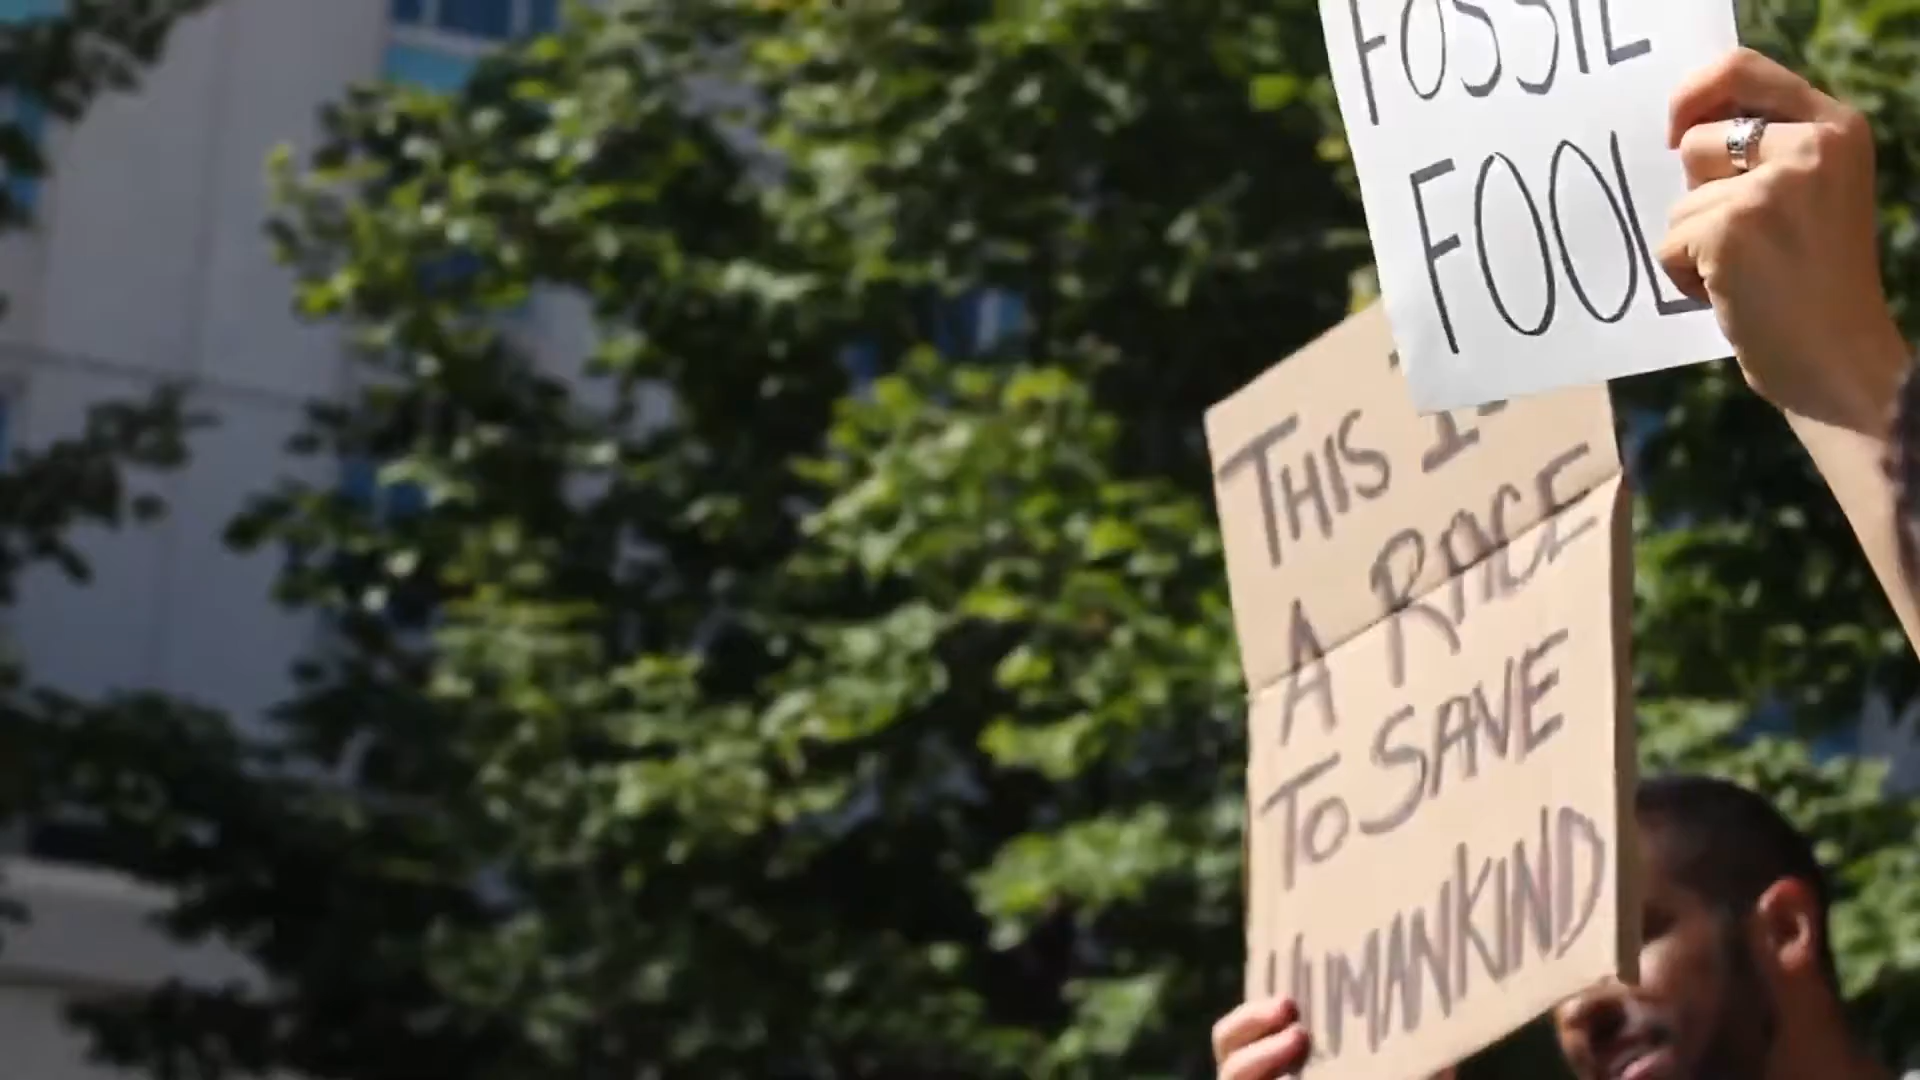 FOSSIL
FOOL
THIS
A RACE
TO SAVE
HUMANKIND